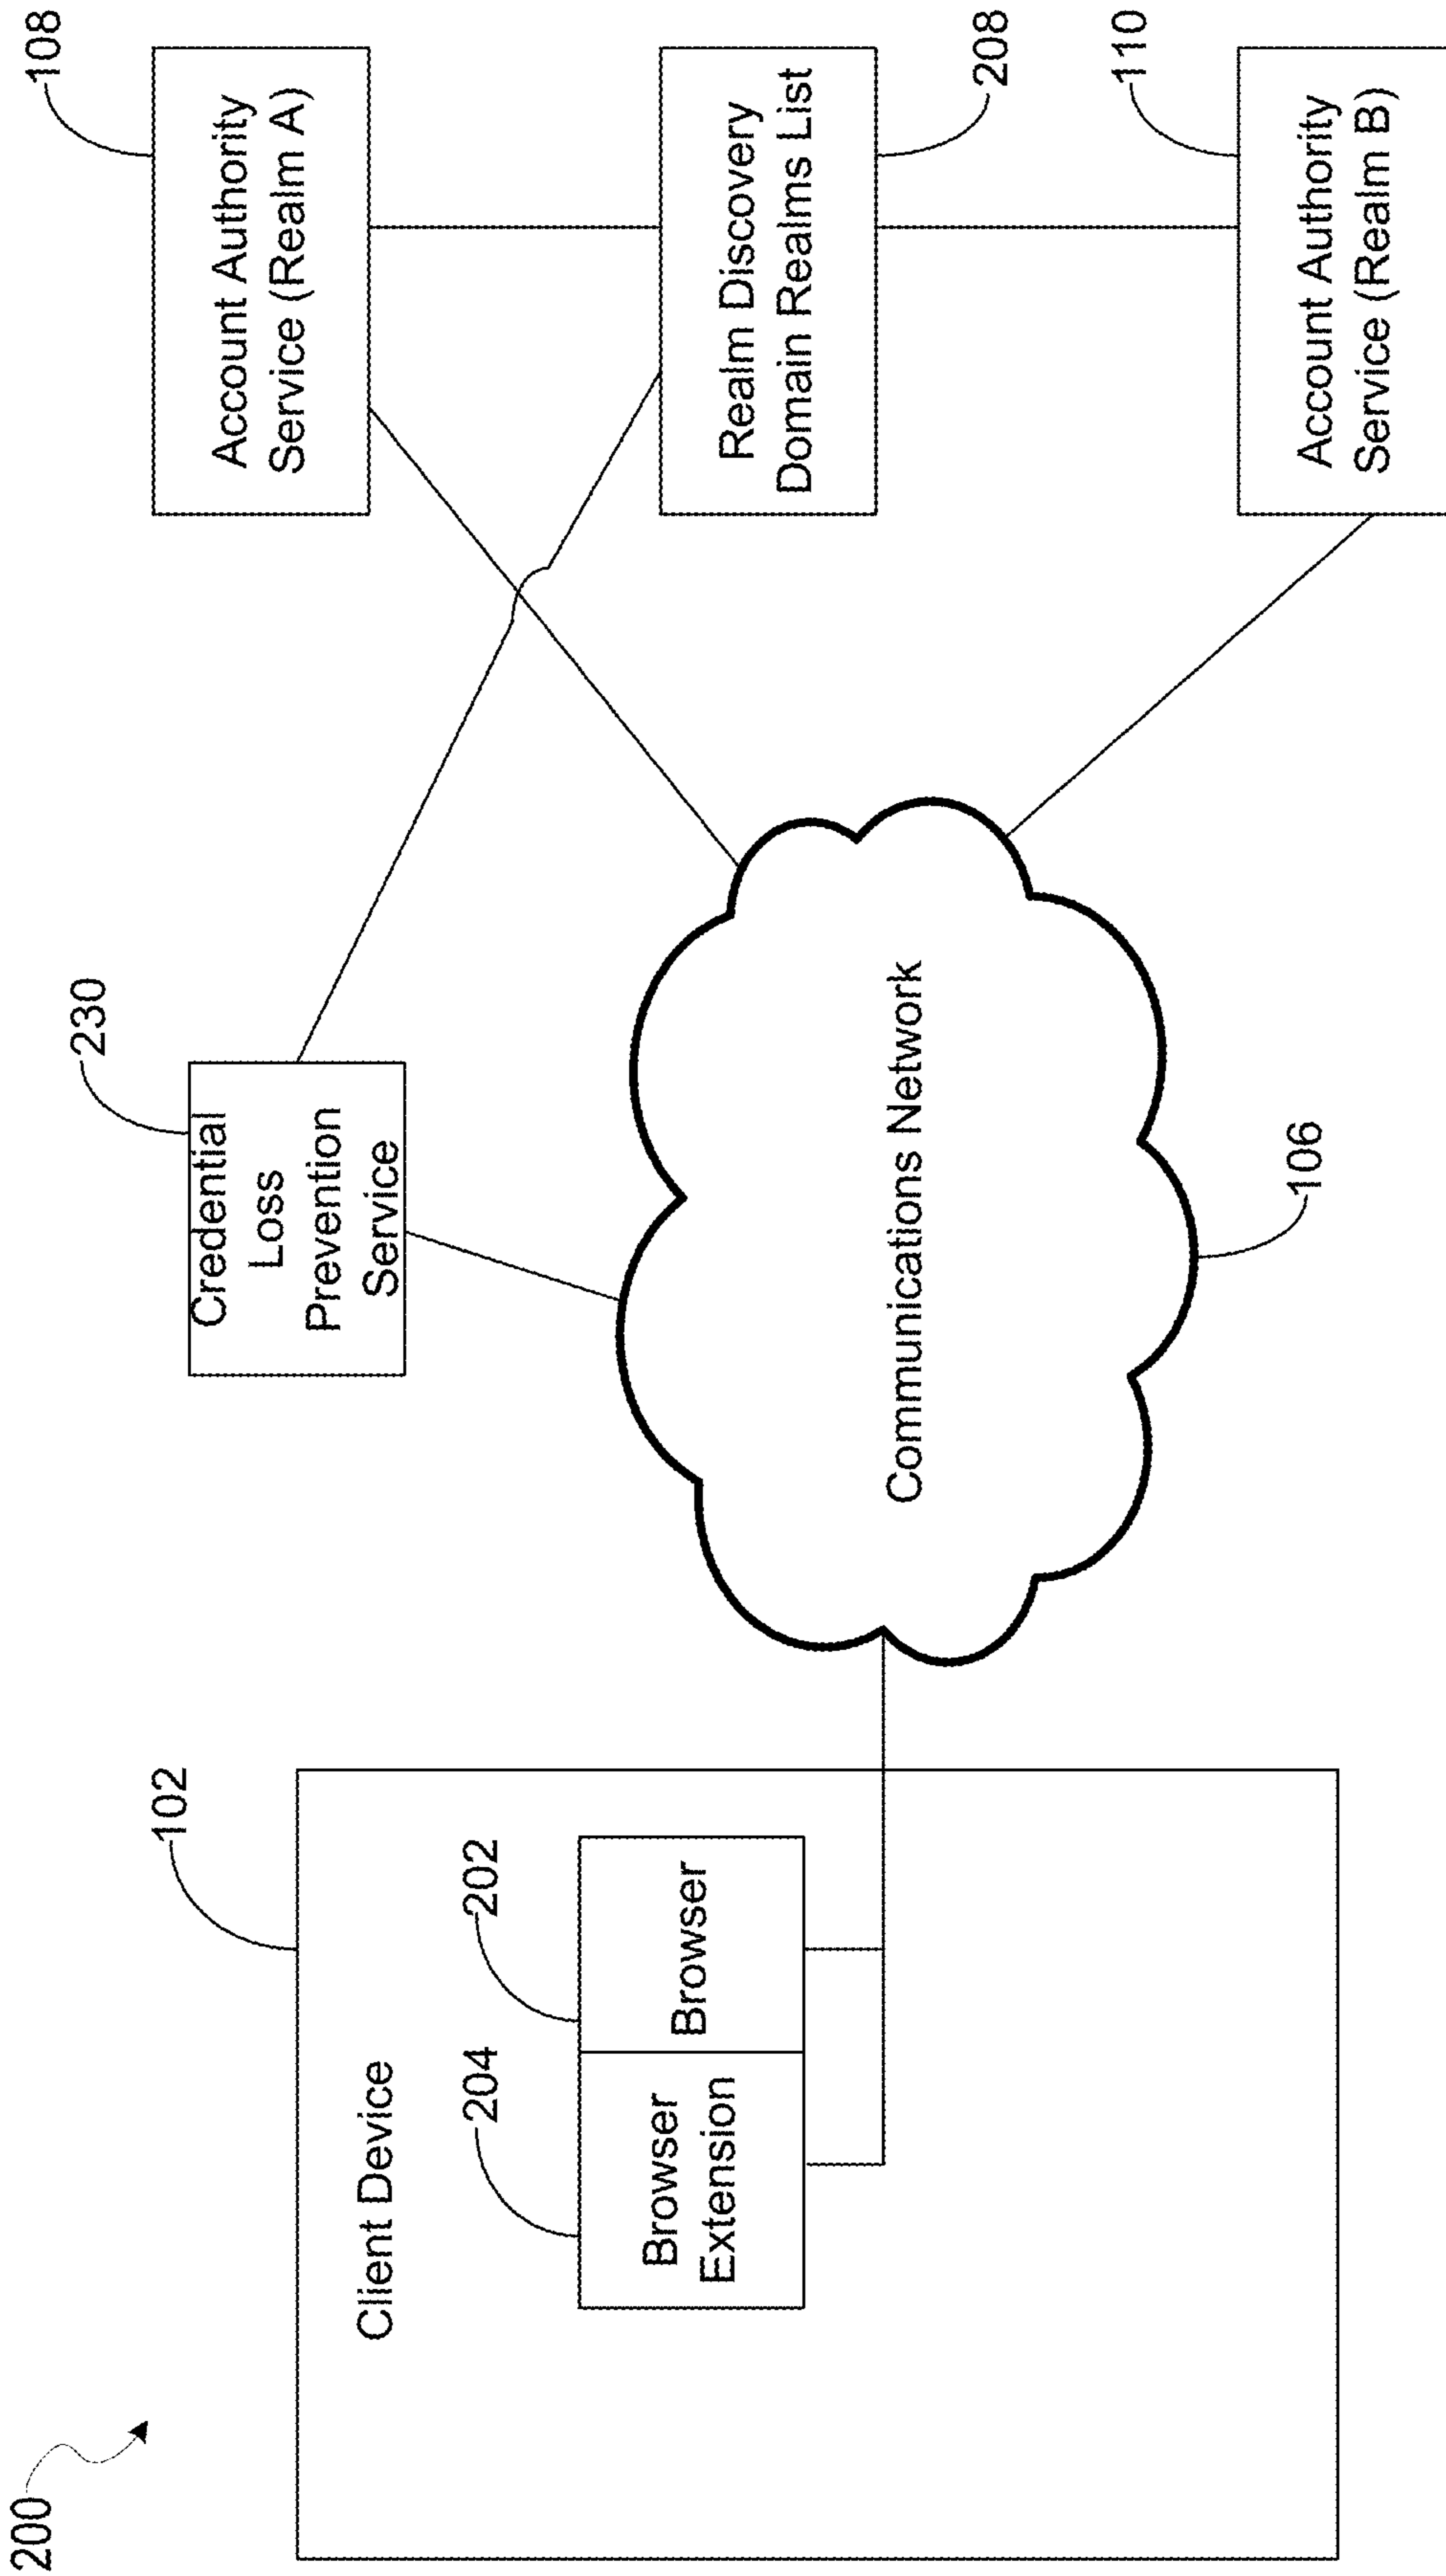 200
102
Client Device
204
202
Browser
Extension
Browser
230
Credential
Loss
Prevention
Service
Communications Network
106
108
Account Authority
Service (Realm A)
Realm Discovery
Domain Realms List
208
110
Account Authority
Service (Realm B)